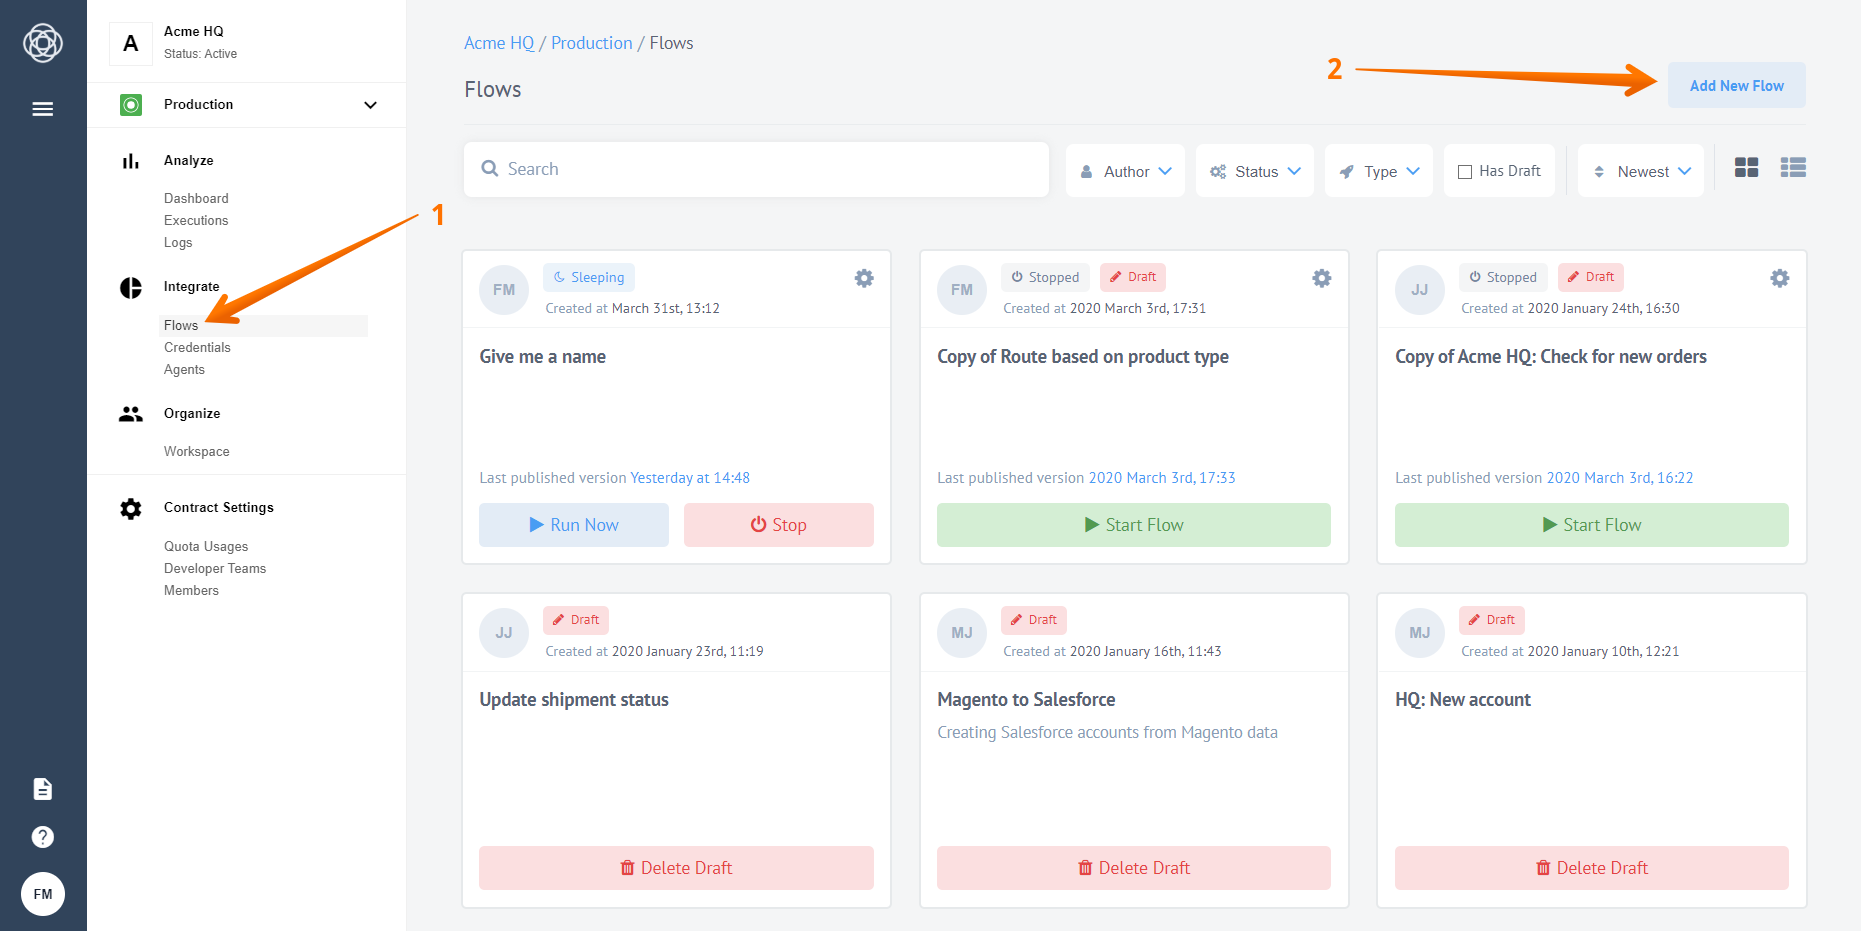 A
Acme HQ
Status: Active
Production
Analyze
Dashboard
Executions
Logs
1
Integrate
Flows
Credentials
Agents
Organize
Workspace
Contract Settings
Quota Usages
Developer Teams
Members
?
FM
Acme HQ / Production / Flows
Flows
2
Add New Flow
Search
Author
Status
Type
Has Draft
Newest
FM
Sleeping
Created at March 31st, 13:12
Give me a name
Last published version Yesterday at 14:48
Run Now
Stop
FM
Stopped
Draft
Created at 2020 March 3rd, 17:31
Copy of Route based on product type
Last published version 2020 March 3rd, 17:33
Start Flow
JJ
Stopped
Draft
Created at 2020 January 24th, 16:30
Copy of Acme HQ: Check for new orders
Last published version 2020 March 3rd, 16:22
Start Flow
JJ
Draft
Created at 2020 January 23rd, 11:19
Update shipment status
Delete Draft
MJ
Draft
Created at 2020 January 16th, 11:43
Magento to Salesforce
Creating Salesforce accounts from Magento data
Delete Draft
MJ
Draft
Created at 2020 January 10th, 12:21
HQ: New account
Delete Draft